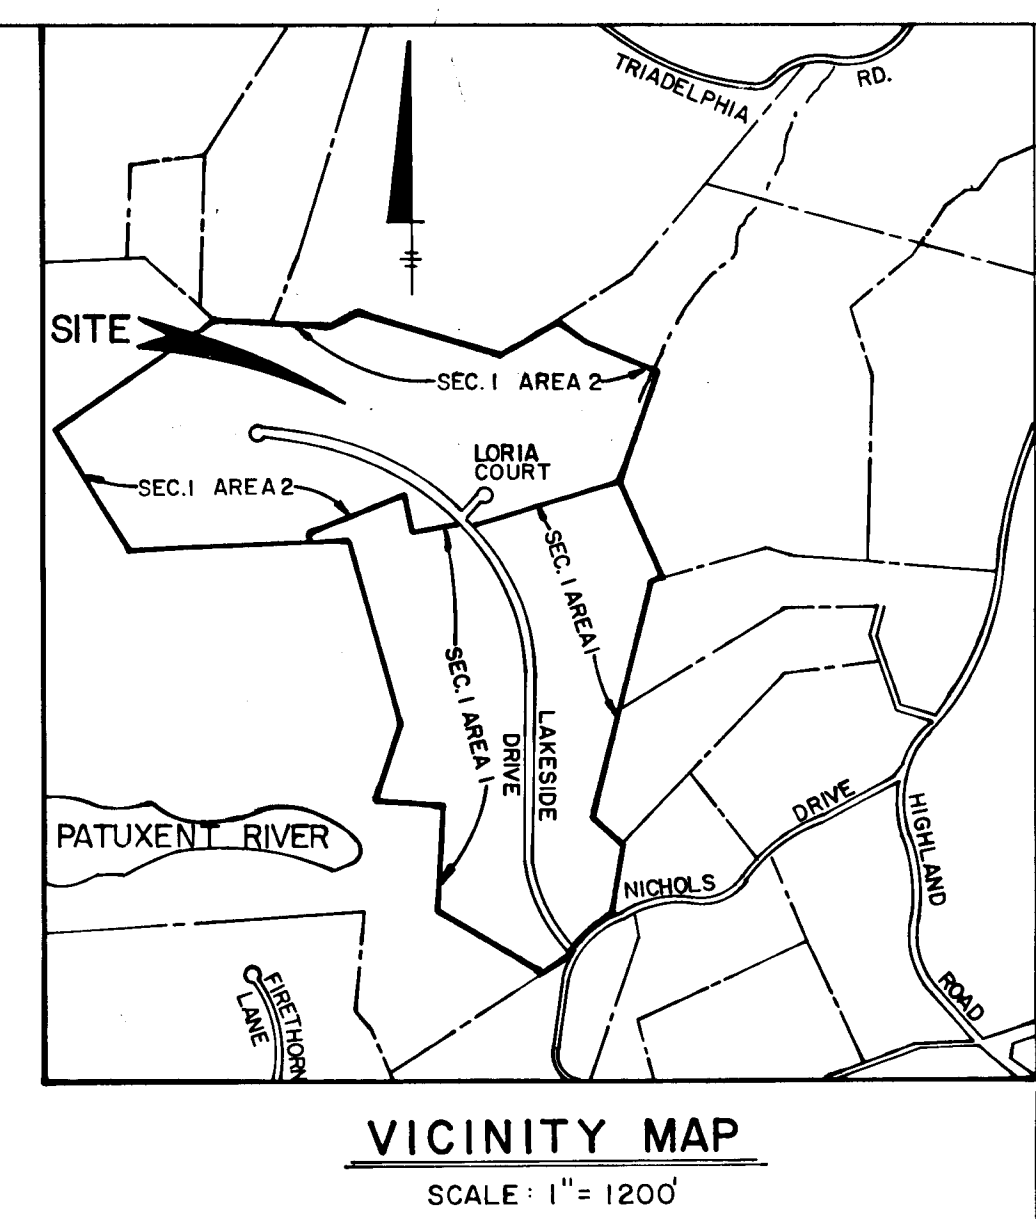 TRIADELPHIA
RD.
SITE
SEC. 1 AREA 2
LORIA
COURT
SEC. 1 AREA 2
SEC. 1 AREA 1
SEC. 1 AREA 1
LAKESIDE
DRIVE
PATUXENT RIVER
NICHOLS
DRIVE
HIGHLAND
ROAD
FIRETHORN
LANE
VICINITY MAP
SCALE: 1" = 1200'